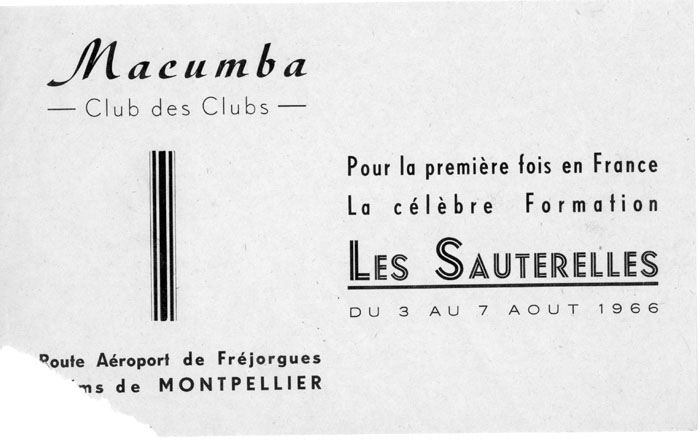 Macumba
— Club des Clubs —
Pour la première fois en France
La célèbre Formation
LES SAUTERELLES
DU 3 AU 7 AOUT 1966
Route Aéroport de Fréjorgues
de MONTPELLIER